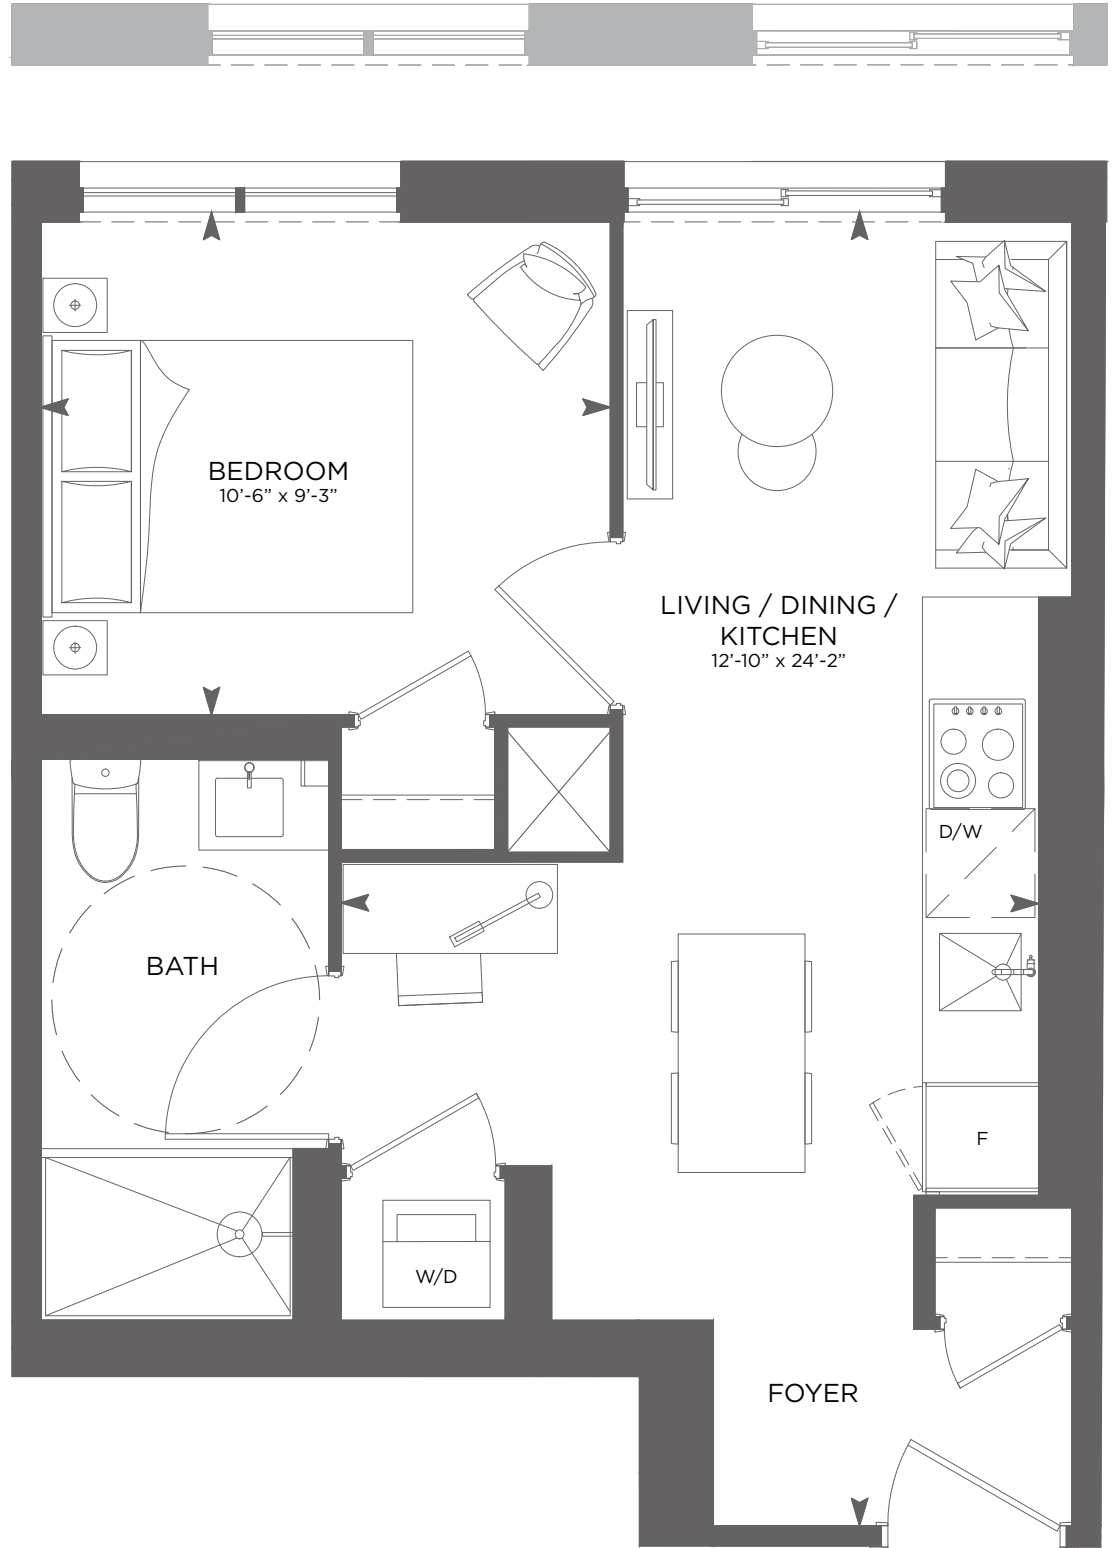 BEDROOM
10'-6” x 9'-3”
LIVING / DINING /
KITCHEN
12'-10” x 24'-2”
D/W
BATH
F
W/D
FOYER